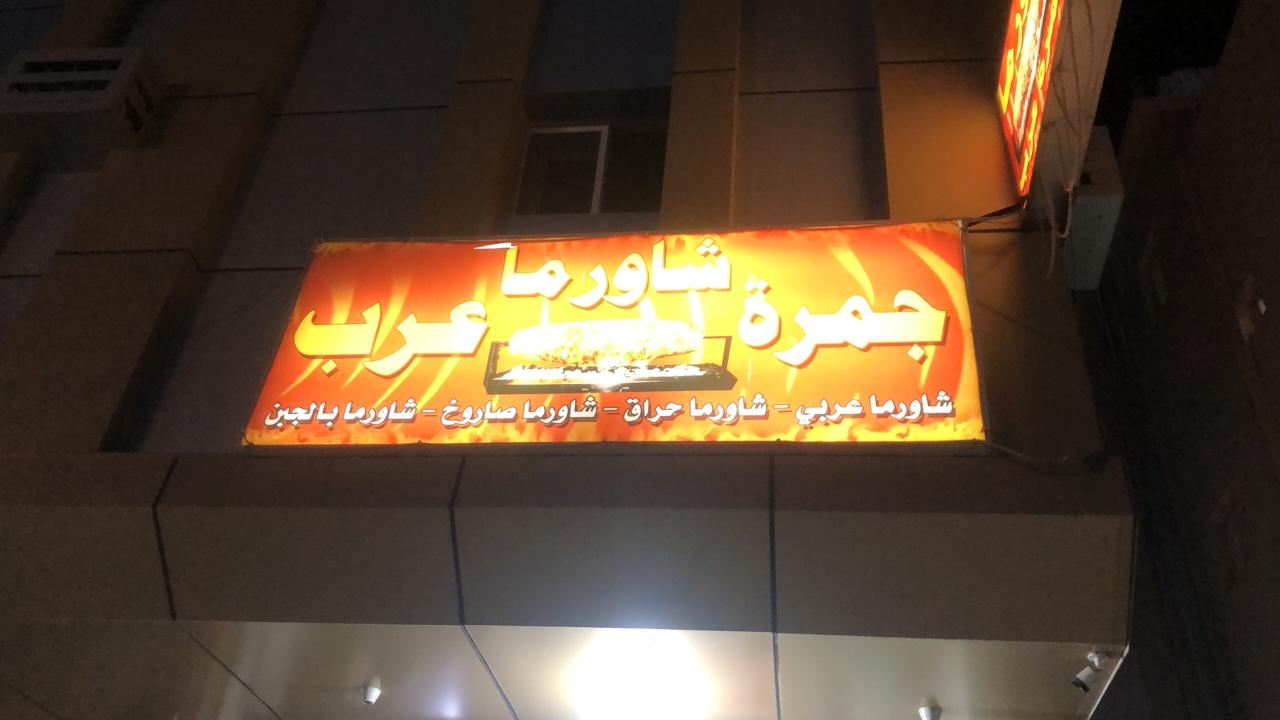 شاورما
جمرة عرب
شاورما عربي - شاورما حراق - شاورما صاروخ - شاورما بالجبن